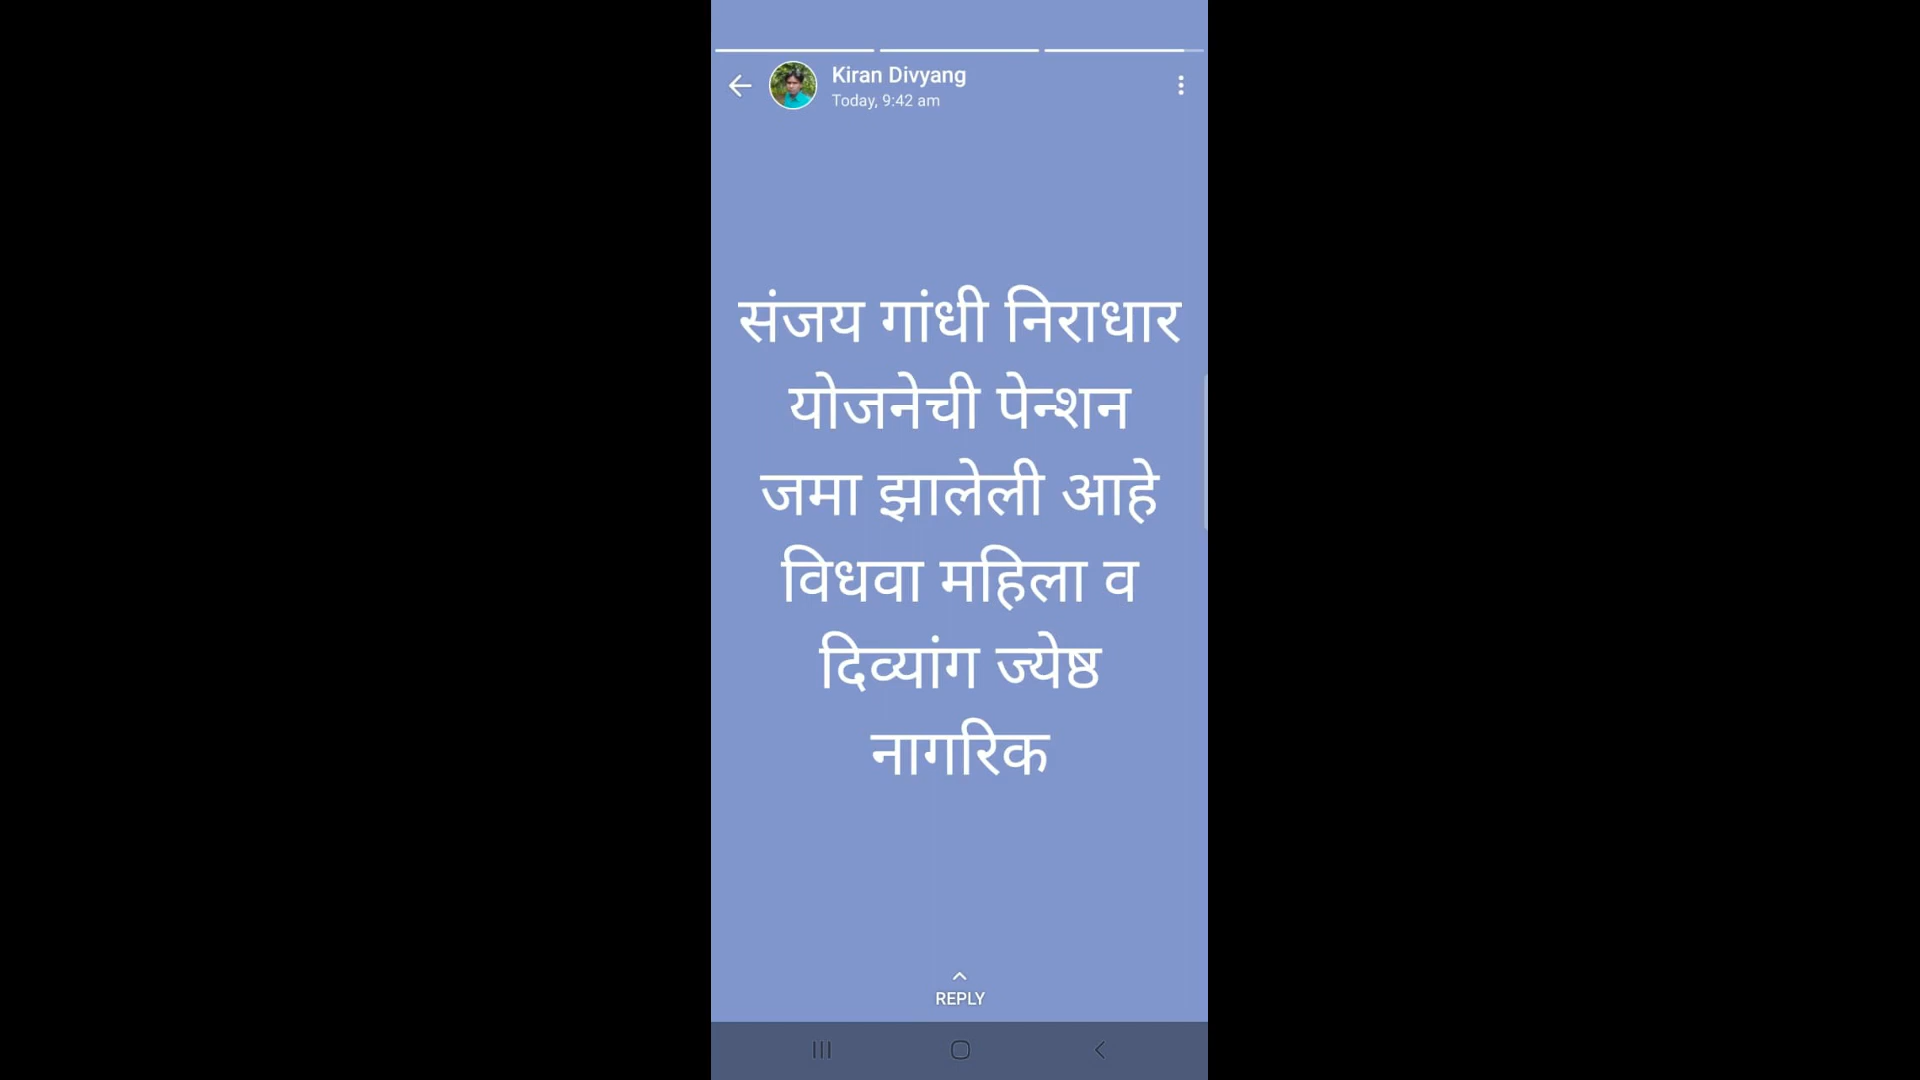 Kiran Divyang
Today, 9:42 am
संजय गांधी निराधार
योजनेची पेन्शन
जमा झालेली आहे
विधवा महिला व
दिव्यांग ज्येष्ठ
नागरिक
REPLY